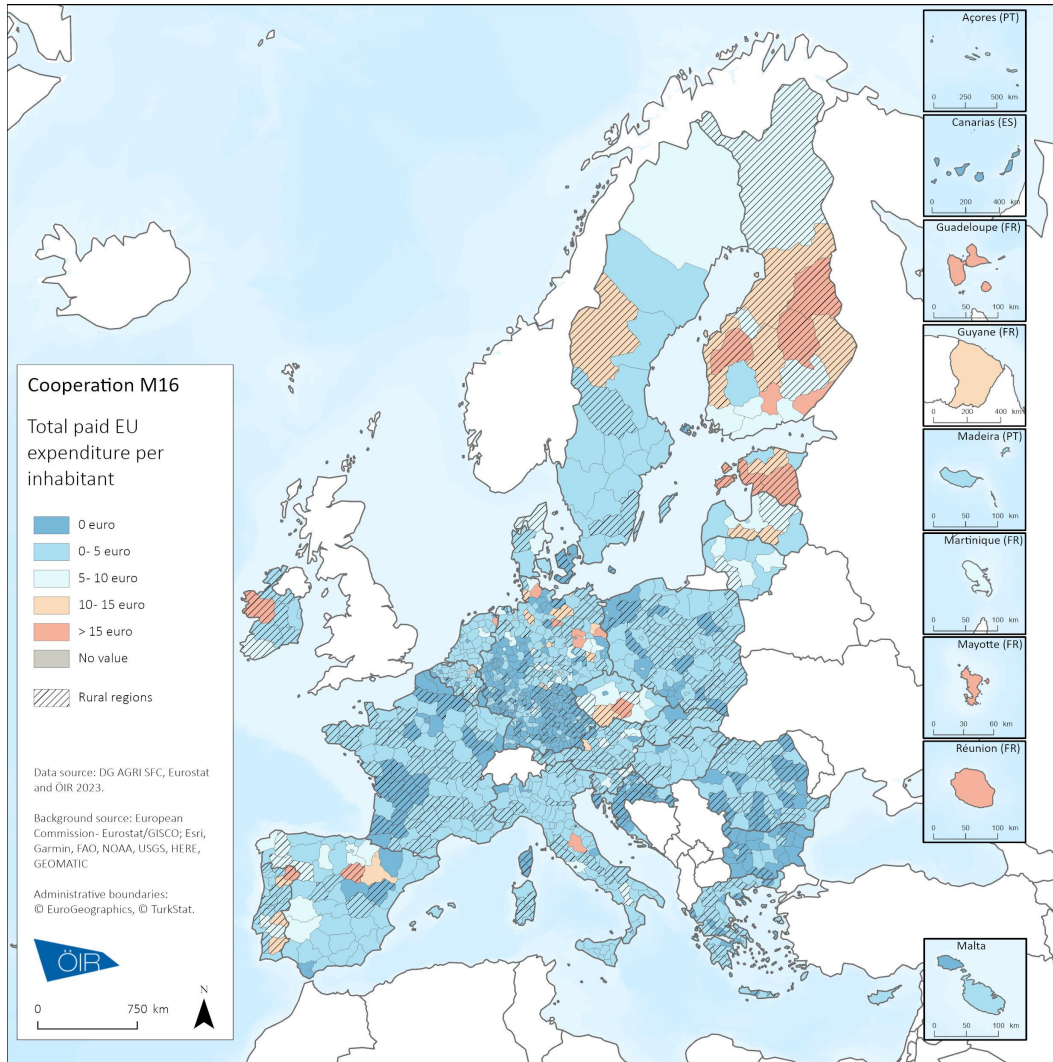 Cooperation M16
Total paid EU
expenditure per
inhabitant
0 euro
0- 5 euro
5- 10 euro
10- 15 euro
> 15 euro
No value
Rural regions
Data source: DG AGRI SFC, Eurostat
and ÖIR 2023.
Background source: European
Commission- Eurostat/GISCO; Esri,
Garmin, FAO, NOAA, USGS, HERE,
GEOMATIC
Administrative boundaries:
© EuroGeographics, © TurkStat.
ÖIR
N
0 750 km
Açores (PT)
0 250 500 km
Canarias (ES)
0 200 400 km
Guadeloupe (FR)
0 50 100 km
Guyane (FR)
0 200 400 km
Madeira (PT)
0 50 100 km
Martinique (FR)
0 50 100 km
Mayotte (FR)
0 30 60 km
Réunion (FR)
0 50 100 km
Malta
0 50 100 km